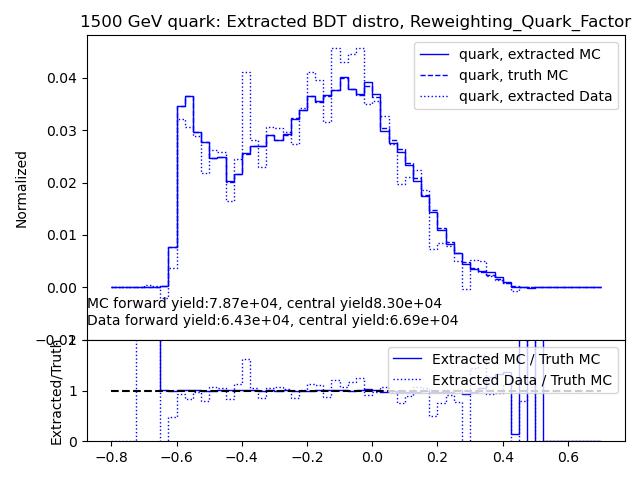 1500 GeV quark: Extracted BDT distro, Reweighting_Quark_Factor
quark, extracted MC
quark, truth MC
quark, extracted Data
0.04
0.03
0.02
0.01
0.00
−0.01
Normalized
MC forward yield:7.87e+04, central yield8.30e+04
Data forward yield:6.43e+04, central yield:6.69e+04
Extracted MC / Truth MC
Extracted Data / Truth MC
2
1
0
Extracted/Truth
−0.8 −0.6 −0.4 −0.2 0.0 0.2 0.4 0.6